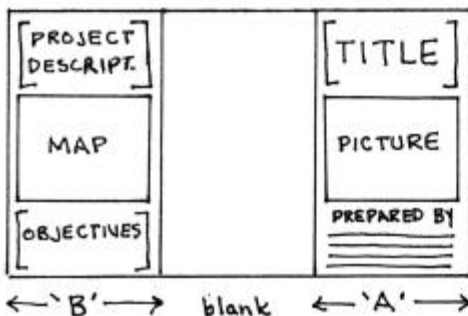 PROJECT
DESCRIPT.
MAP
OBJECTIVES
TITLE
PICTURE
PREPARED BY
'B' blank 'A'